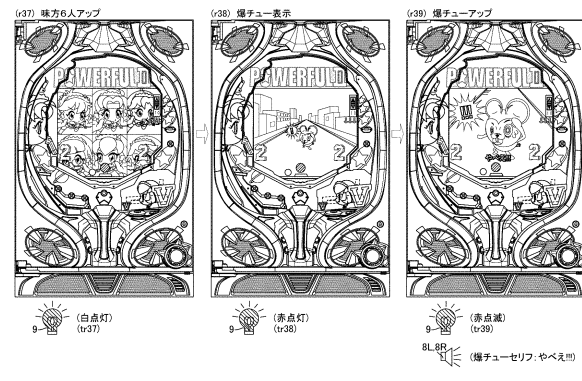 (r37) 味方6人アップ
(r38) 爆チュー表示
(r39) 爆チューアップ
POWERFUL
POWERFUL
POWERFUL
!!!
2 2
2 2
2 2
V
V
V
9
(白点灯)
(tr37)
9
(赤点灯)
(tr38)
9
(赤点滅)
(tr39)
8L,8R
(爆チューセリフ:やべえ!!!)